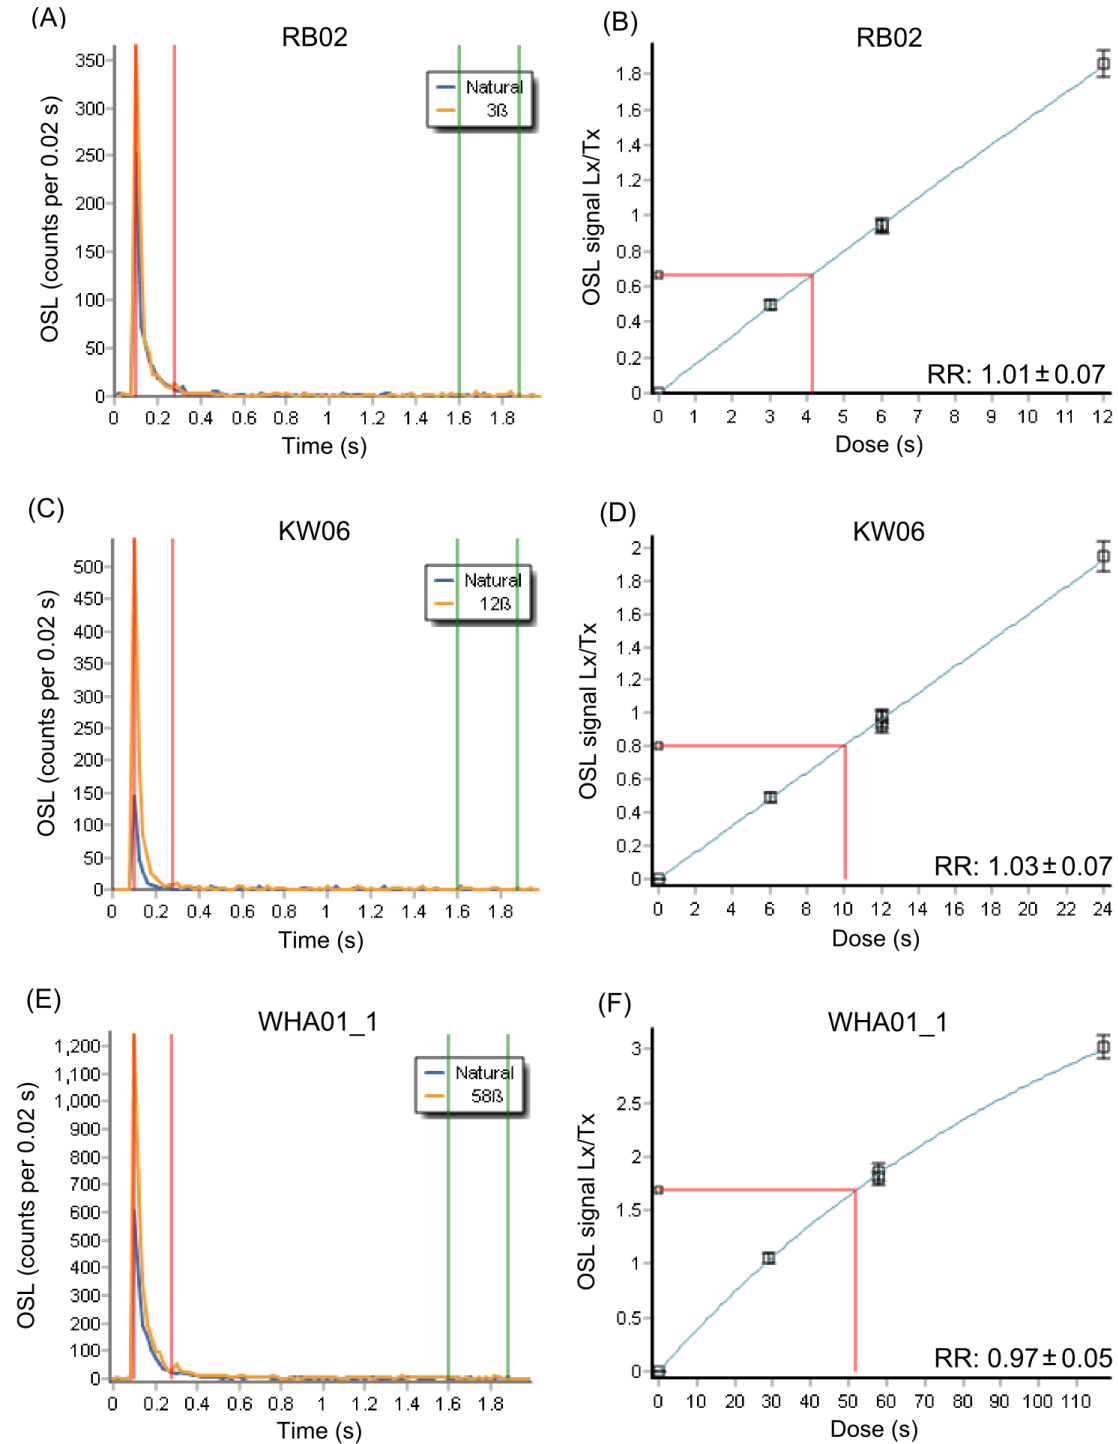 (A)
RB02
OSL (counts per 0.02 s)
350
300
250
200
150
100
50
0
Natural
3ß
0 0.2 0.4 0.6 0.8 1 1.2 1.4 1.6 1.8
Time (s)
(B)
RB02
OSL signal Lx/Tx
1.8
1.6
1.4
1.2
1
0.8
0.6
0.4
0.2
0
RR: 1.01±0.07
0 1 2 3 4 5 6 7 8 9 10 11 12
Dose (s)
(C)
KW06
OSL (counts per 0.02 s)
500
450
400
350
300
250
200
150
100
50
0
Natural
12ß
0 0.2 0.4 0.6 0.8 1 1.2 1.4 1.6 1.8
Time (s)
(D)
KW06
OSL signal Lx/Tx
2
1.8
1.6
1.4
1.2
1
0.8
0.6
0.4
0.2
0
RR: 1.03±0.07
0 2 4 6 8 10 12 14 16 18 20 22 24
Dose (s)
(E)
WHA01_1
OSL (counts per 0.02 s)
1,200
1,100
1,000
900
800
700
600
500
400
300
200
100
0
Natural
58ß
0 0.2 0.4 0.6 0.8 1 1.2 1.4 1.6 1.8
Time (s)
(F)
WHA01_1
OSL signal Lx/Tx
3
2.5
2
1.5
1
0.5
0
RR: 0.97±0.05
0 10 20 30 40 50 60 70 80 90 100 110
Dose (s)